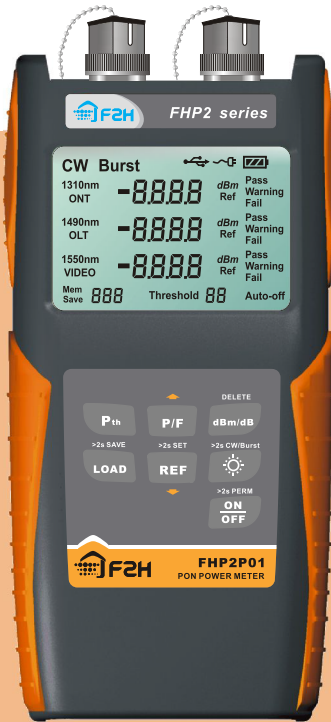 F2H
FHP2 series
CW Burst
1310nm -8.8.8.8 dBm Pass
ONT Ref Warning
Fail
1490nm -8.8.8.8 dBm Pass
OLT Ref Warning
Fail
1550nm -8.8.8.8 dBm Pass
VIDEO Ref Warning
Fail
Mem
Save 888 Threshold 88 Auto-off
DELETE
Pth P/F dBm/dB
>2s SAVE >2s SET >2s CW/Burst
LOAD REF
>2s PERM
ON
OFF
F2H FHP2P01
PON POWER METER